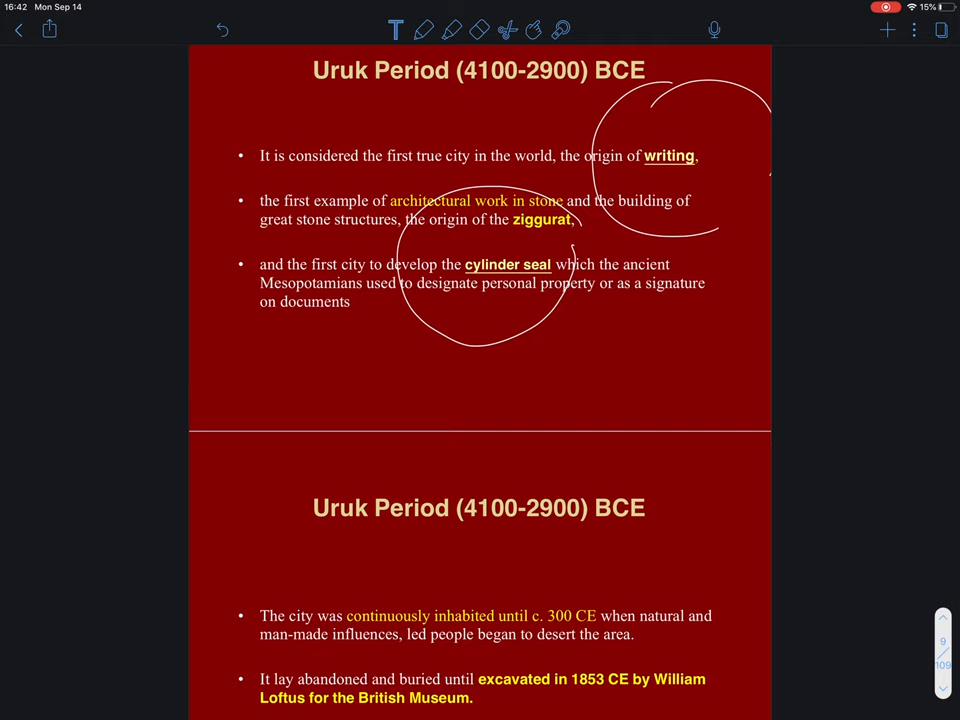 16:42 Mon Sep 14
15%
T
Uruk Period (4100-2900) BCE
• It is considered the first true city in the world, the origin of writing,
• the first example of architectural work in stone and the building of
great stone structures, the origin of the ziggurat,
• and the first city to develop the cylinder seal which the ancient
Mesopotamians used to designate personal property or as a signature
on documents
Uruk Period (4100-2900) BCE
• The city was continuously inhabited until c. 300 CE when natural and
man-made influences, led people began to desert the area.
• It lay abandoned and buried until excavated in 1853 CE by William
Loftus for the British Museum.
9
109